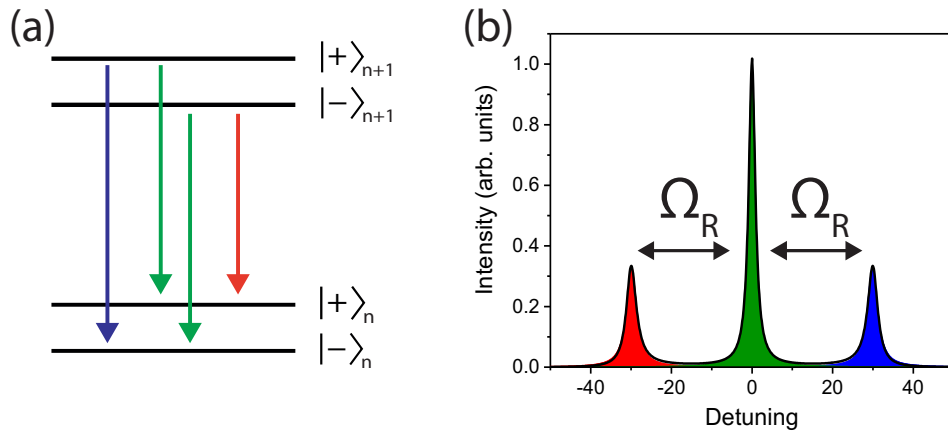 (a)
|+⟩n+1
|−⟩n+1
|+⟩n
|−⟩n
(b)
Intensity (arb. units)
1.0
0.8
0.6
0.4
0.2
0.0
ΩR
ΩR
-40
-20
0
20
40
Detuning